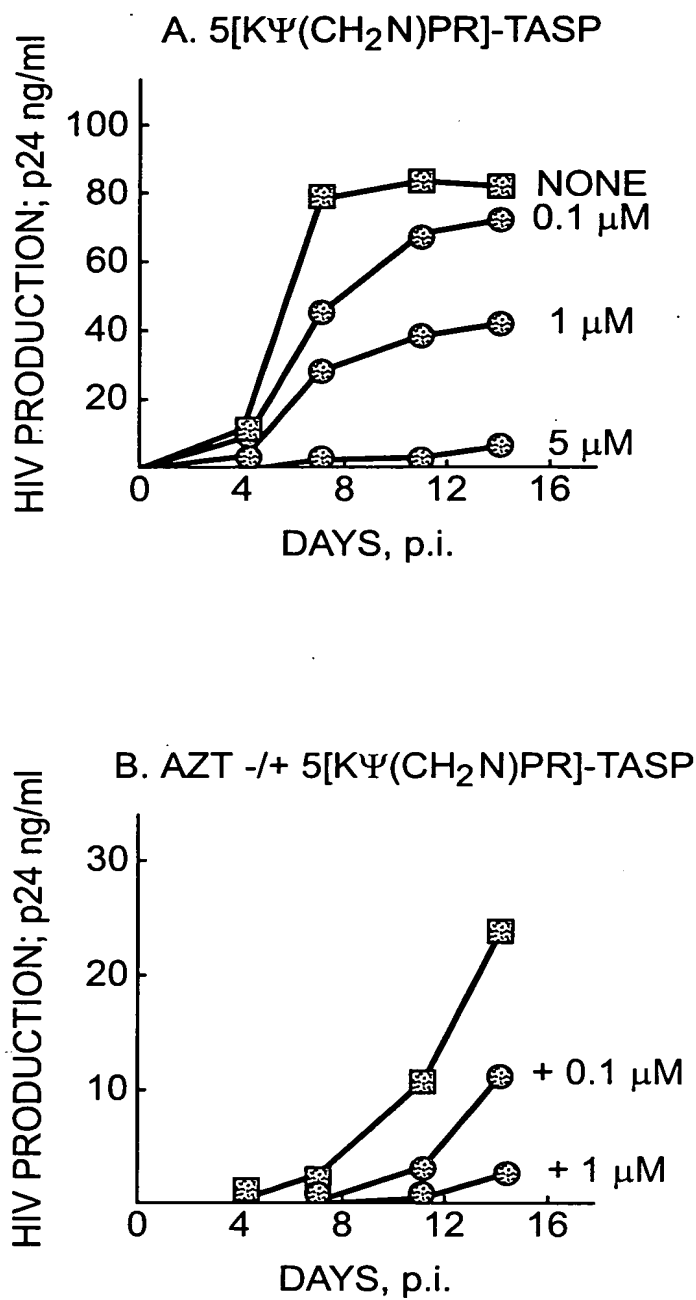 A. 5[KΨ(CH₂N)PR]-TASP
HIV PRODUCTION; p24 ng/ml
100
80
60
40
20
NONE
0.1 μM
1 μM
5 μM
0 4 8 12 16
DAYS, p.i.
B. AZT -/+ 5[KΨ(CH₂N)PR]-TASP
HIV PRODUCTION; p24 ng/ml
30
20
10
+ 0.1 μM
+ 1 μM
0 4 8 12 16
DAYS, p.i.